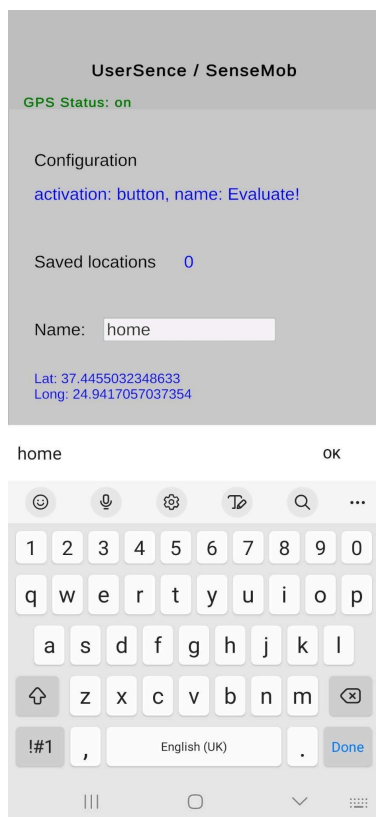 UserSence / SenseMob
GPS Status: on
Configuration
activation: button, name: Evaluate!
Saved locations 0
Name: home
Lat: 37.4455032348633
Long: 24.9417057037354
home OK
1 2 3 4 5 6 7 8 9 0
q w e r t y u i o p
a s d f g h j k l
z x c v b n m
!#1 , English (UK) . Done